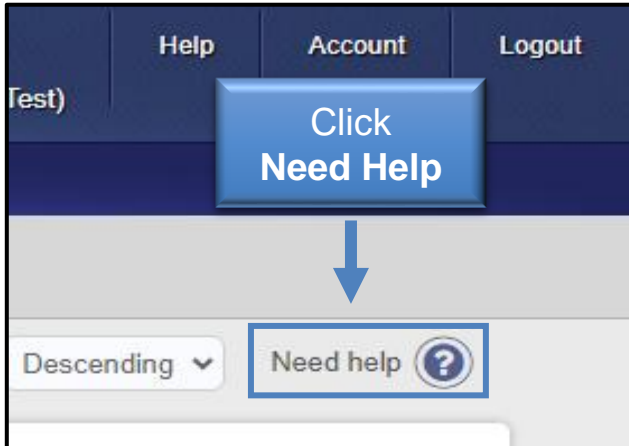 Help Account Logout
Test)
Click
Need Help
Descending
Need help ?